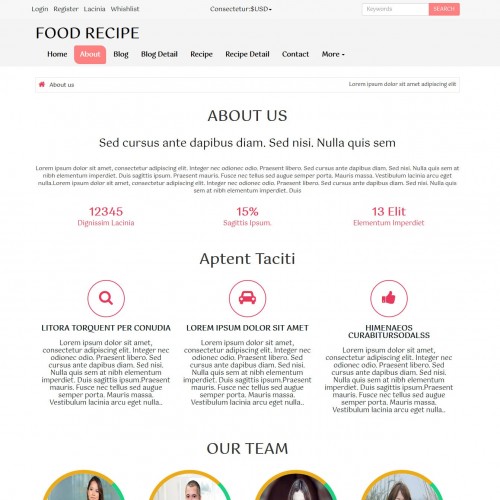 Login Register Lacinia Whishlist Consectetur:$USD Keywords SEARCH
FOOD RECIPE
Home About Blog Blog Detail Recipe Recipe Detail Contact More
About us Lorem ipsum dolor sit amet adipiscing elit
ABOUT US
Sed cursus ante dapibus diam. Sed nisi. Nulla quis sem
Lorem ipsum dolor sit amet, consectetur adipiscing elit. Integer nec odionec odio. Praesent libero. Sed cursus ante dapibus diam. Sed nisi. Nulla quis sem at nibh
elementum imperdiet. Duis sagittis ipsum. Praesent mauris. Fusce nec tellus sed augue semper porta. Mauris massa. Vestibulum lacinia arcu eget
nulla.Lorem ipsum dolor sit amet, consectetur adipiscing elit. Integer nec odionec odio. Praesent libero. Sed cursus ante dapibus diam. Sed nisi. Nulla quis sem at
nibh elementum imperdiet. Duis
12345 15% 13 Elit
Dignissim Lacinia Sagittis Ipsum. Elementum Imperdiet
Aptent Taciti
LITORA TORQUENT PER CONUDIA
Lorem ipsum dolor sit amet,
consectetur adipiscing elit. Integer nec
odionec odio. Praesent libero. Sed
cursus ante dapibus diam. Sed nisi.
Nulla quis sem at nibh elementum
imperdiet. Duis sagittis ipsum.Praesent
mauris. Fusce nec tellus sed augue
semper porta. Mauris massa.
Vestibulum lacinia arcu eget nulla..
LOREM IPSUM DOLOR SIT AMET
Lorem ipsum dolor sit amet,
consectetur adipiscing elit. Integer nec
odionec odio. Praesent libero. Sed
cursus ante dapibus diam. Sed nisi.
Nulla quis sem at nibh elementum
imperdiet. Duis sagittis ipsum.Praesent
mauris. Fusce nec tellus sed augue
semper porta. Mauris massa.
Vestibulum lacinia arcu eget nulla..
HIMENAEOS
CURABITURSODALSS
Lorem ipsum dolor sit amet,
consectetur adipiscing elit. Integer nec
odionec odio. Praesent libero. Sed
cursus ante dapibus diam. Sed nisi.
Nulla quis sem at nibh elementum
imperdiet. Duis sagittis ipsum.Praesent
mauris. Fusce nec tellus sed augue
semper porta. Mauris massa.
Vestibulum lacinia arcu eget nulla..
OUR TEAM